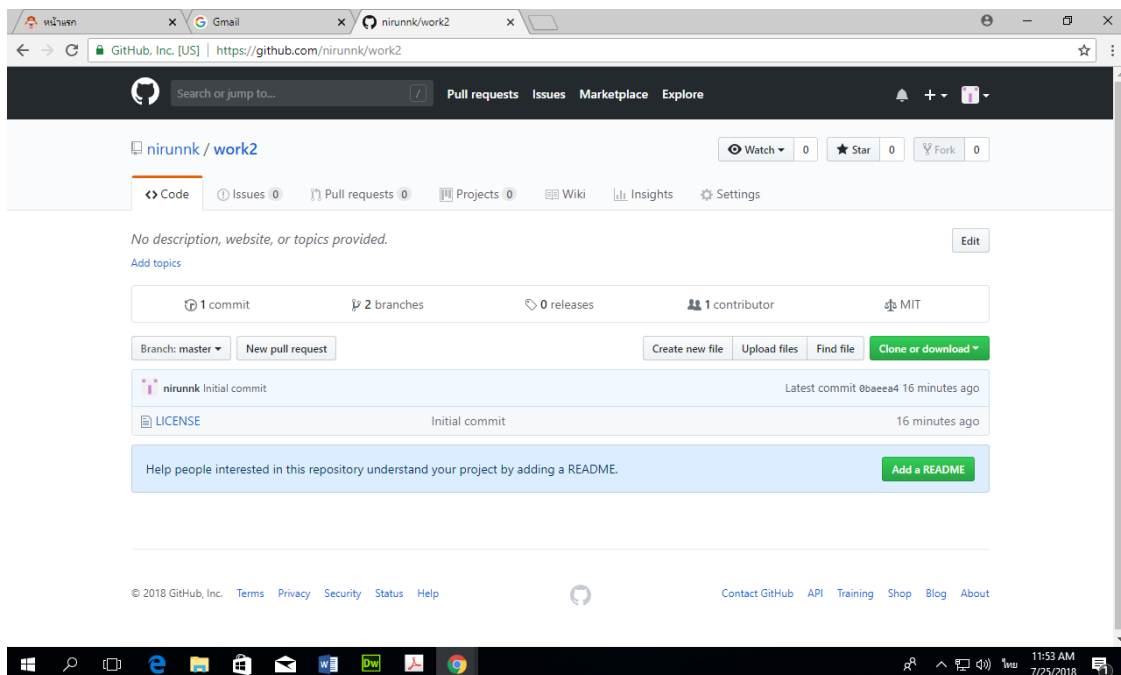 หน้าแรก Gmail nirunnk/work2
GitHub, Inc. [US] | https://github.com/nirunnk/work2
Search or jump to... / Pull requests Issues Marketplace Explore
nirunnk / work2 Watch 0 Star 0 Fork 0
Code Issues 0 Pull requests 0 Projects 0 Wiki Insights Settings
No description, website, or topics provided. Edit
Add topics
1 commit 2 branches 0 releases 1 contributor MIT
Branch: master New pull request Create new file Upload files Find file Clone or download
nirunnk Initial commit Latest commit 0baeea4 16 minutes ago
LICENSE Initial commit 16 minutes ago
Help people interested in this repository understand your project by adding a README. Add a README
© 2018 GitHub, Inc. Terms Privacy Security Status Help Contact GitHub API Training Shop Blog About
Dw ไทย 11:53 AM
7/25/2018 1